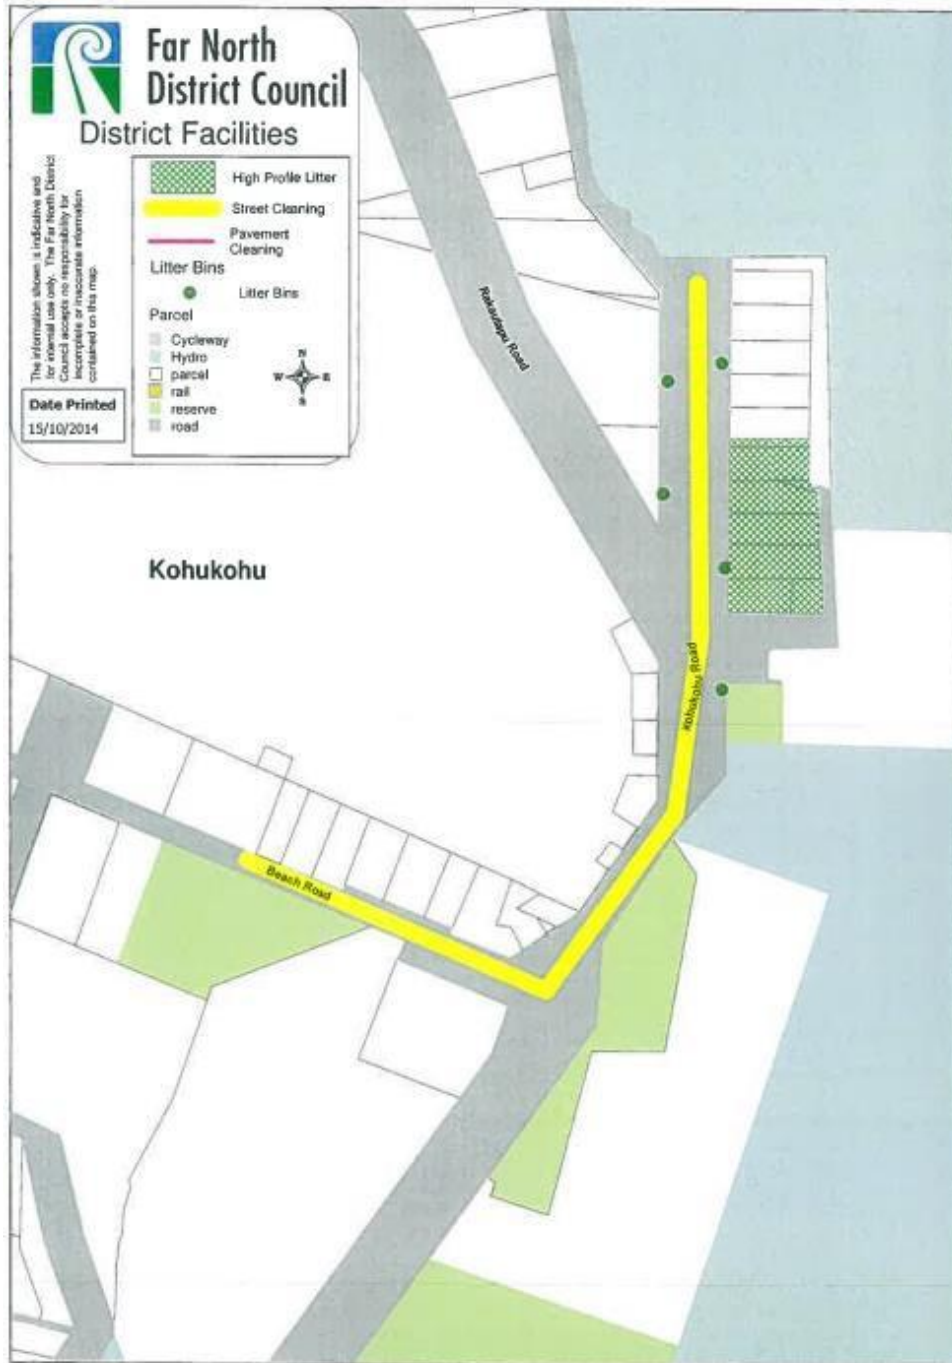 Far North
District Council
District Facilities
The information shown is indicative and
for internal use only. The Far North District
Council accepts no responsibility for
incomplete or inaccurate information
contained on this map.
Date Printed
15/10/2014
High Profile Litter
Street Cleaning
Pavement
Cleaning
Litter Bins
Litter Bins
Parcel
Cycleway
Hydro
parcel
rail
reserve
road
N
W
E
S
Rakautapu Road
Kohukohu
Kohukohu Road
Beach Road